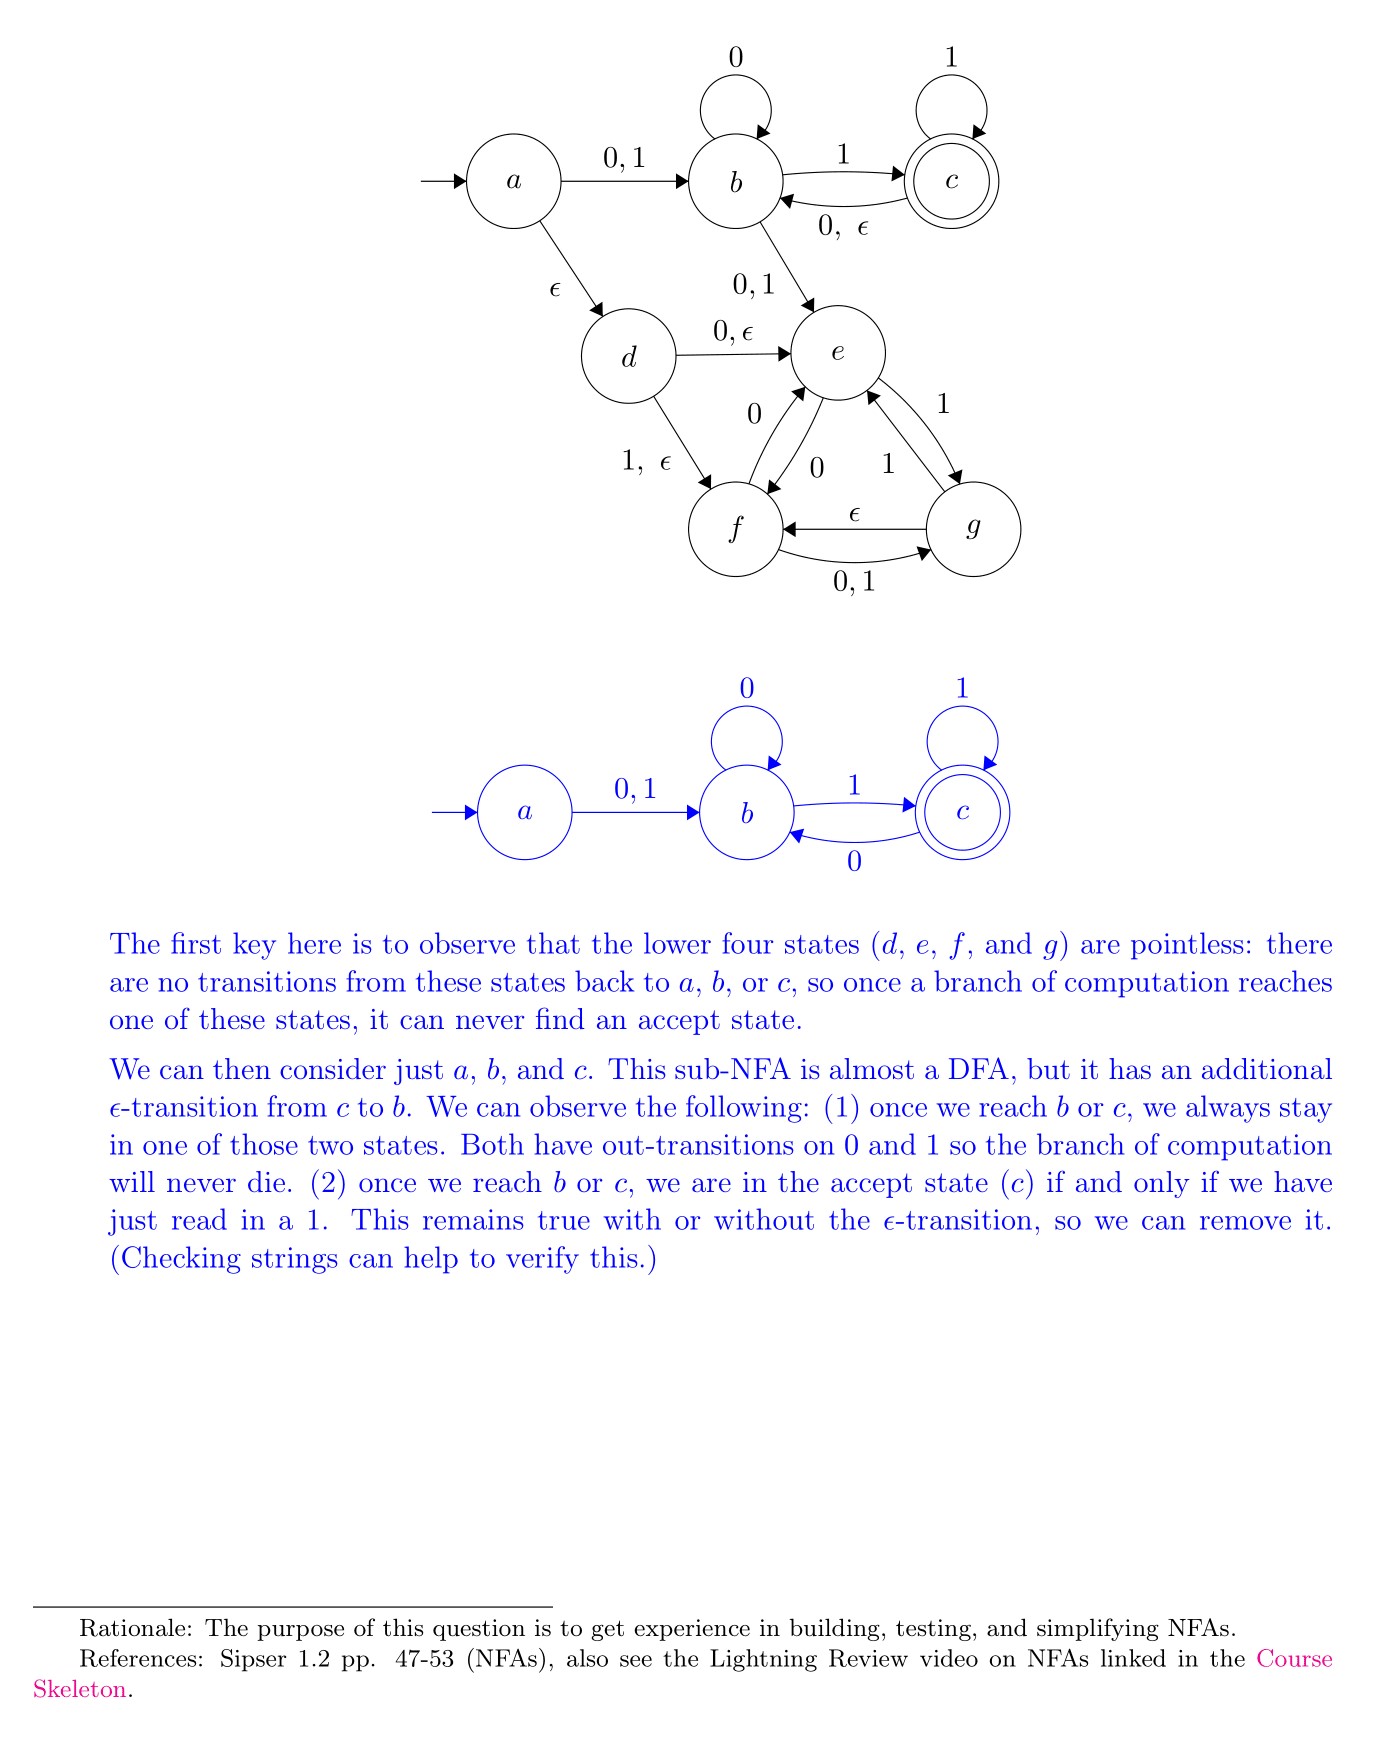 0
1
a
0, 1
b
1
c
0, ϵ
ϵ
0, 1
d
0, ϵ
e
1, ϵ
0
0
1
1
f
ϵ
g
0, 1
0
1
a
0, 1
b
1
c
0
The first key here is to observe that the lower four states (d, e, f, and g) are pointless: there
are no transitions from these states back to a, b, or c, so once a branch of computation reaches
one of these states, it can never find an accept state.
We can then consider just a, b, and c. This sub-NFA is almost a DFA, but it has an additional
ϵ-transition from c to b. We can observe the following: (1) once we reach b or c, we always stay
in one of those two states. Both have out-transitions on 0 and 1 so the branch of computation
will never die. (2) once we reach b or c, we are in the accept state (c) if and only if we have
just read in a 1. This remains true with or without the ϵ-transition, so we can remove it.
(Checking strings can help to verify this.)
Rationale: The purpose of this question is to get experience in building, testing, and simplifying NFAs.
References: Sipser 1.2 pp. 47-53 (NFAs), also see the Lightning Review video on NFAs linked in the Course
Skeleton.